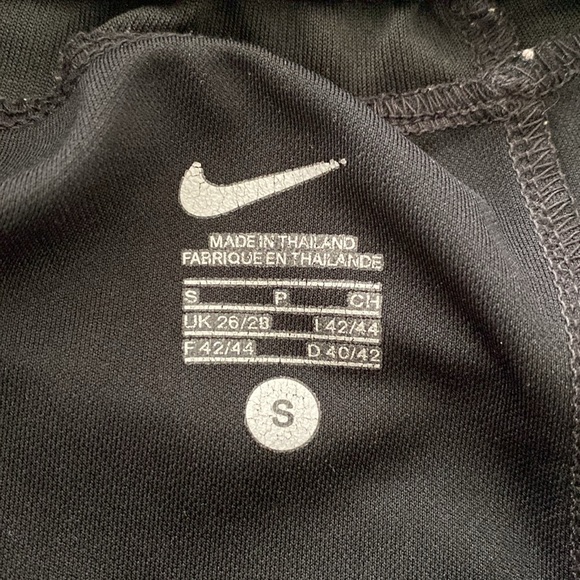 MADE IN THAILAND
FABRIQUE EN THAILANDE
S P CH
UK 26/28 I 42/44
F 42/44 D 40/42
S